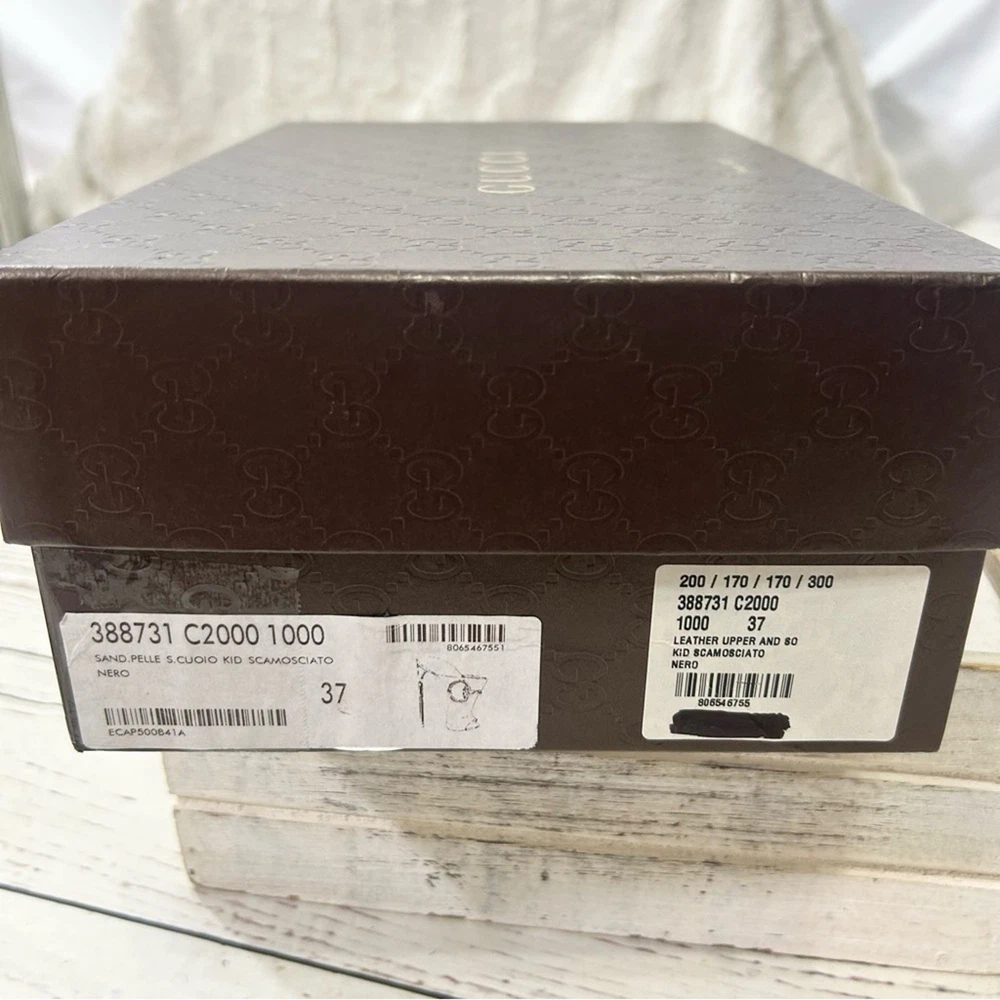 GUCCI
388731 C2000 1000
SAND.PELLE S.CUOIO KID SCAMOSCIATO
NERO
37
ECAP500841A
8065467551
200 / 170 / 170 / 300
388731 C2000
1000 37
LEATHER UPPER AND SO
KID SCAMOSCIATO
NERO
806546755